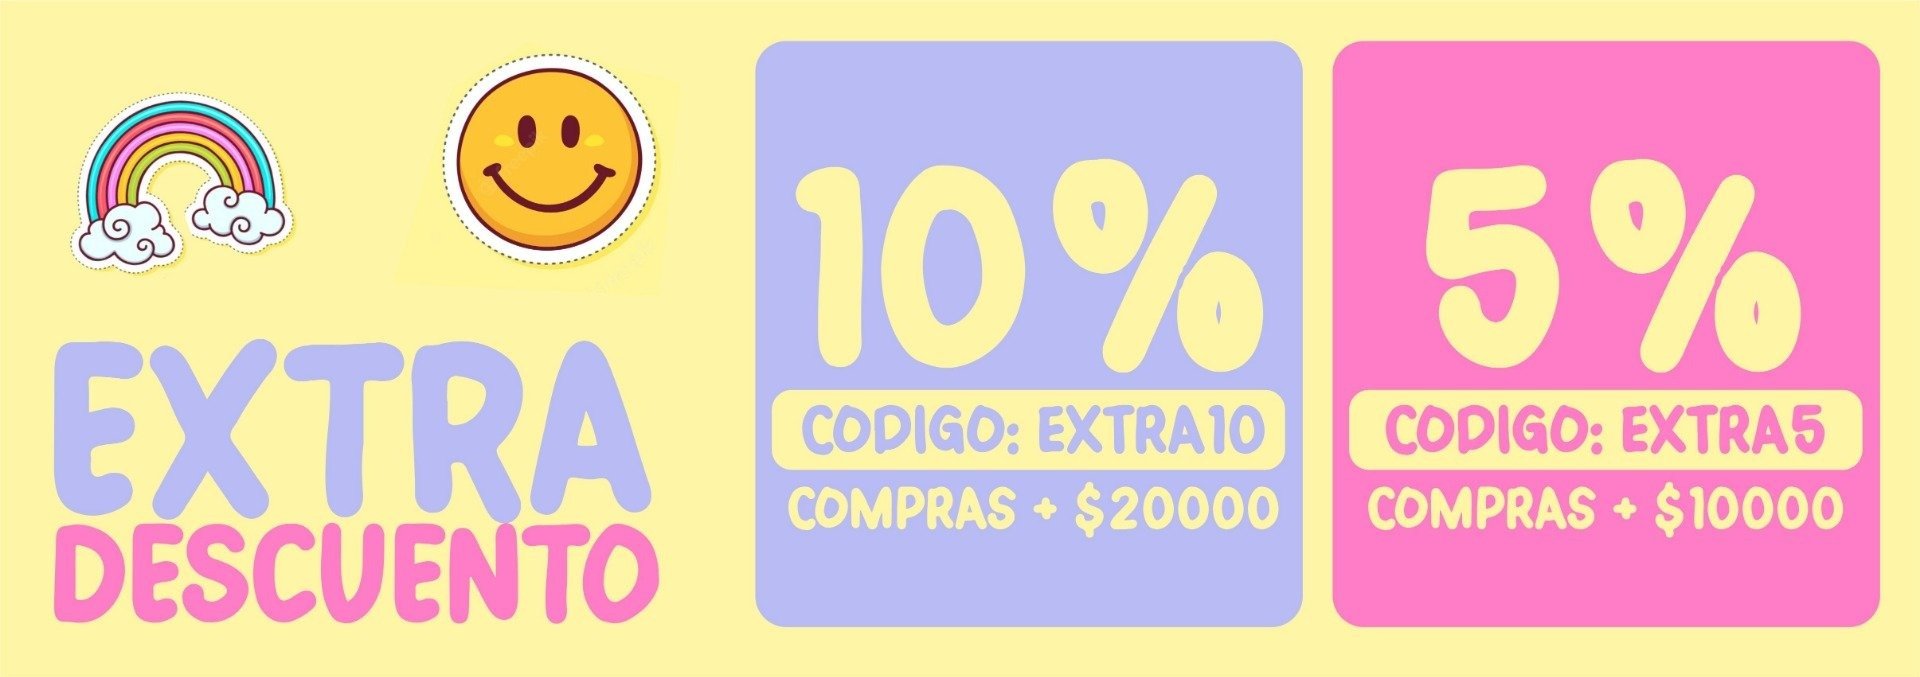 EXTRA
DESCUENTO
10%
CODIGO: EXTRA10
COMPRAS + $20000
5%
CODIGO: EXTRA5
COMPRAS + $10000